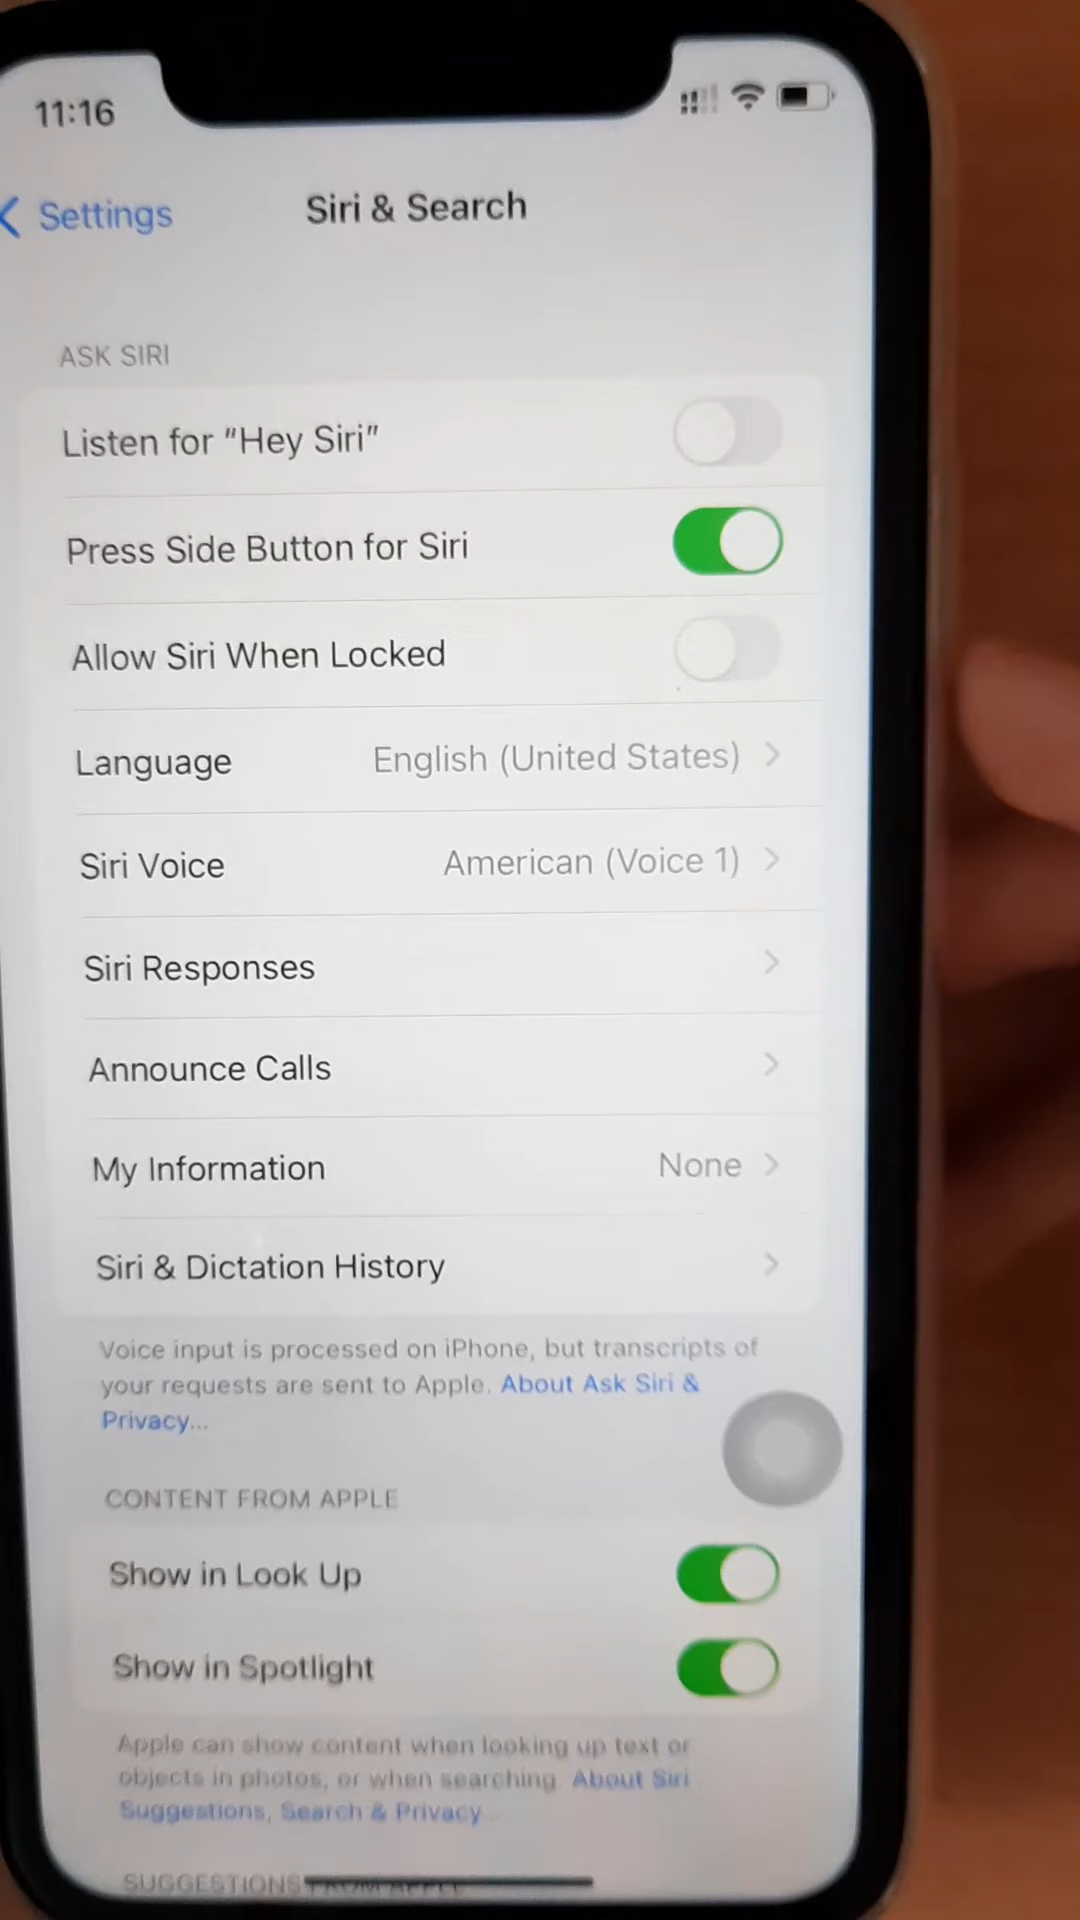 11:16
Settings
Siri & Search
ASK SIRI
Listen for "Hey Siri"
Press Side Button for Siri
Allow Siri When Locked
Language English (United States)
Siri Voice American (Voice 1)
Siri Responses
Announce Calls
My Information None
Siri & Dictation History
Voice input is processed on iPhone, but transcripts of
your requests are sent to Apple. About Ask Siri &
Privacy...
CONTENT FROM APPLE
Show in Look Up
Show in Spotlight
Apple can show content when looking up text or
objects in photos, or when searching. About Siri
Suggestions, Search & Privacy...
SUGGESTIONS FROM APPLE